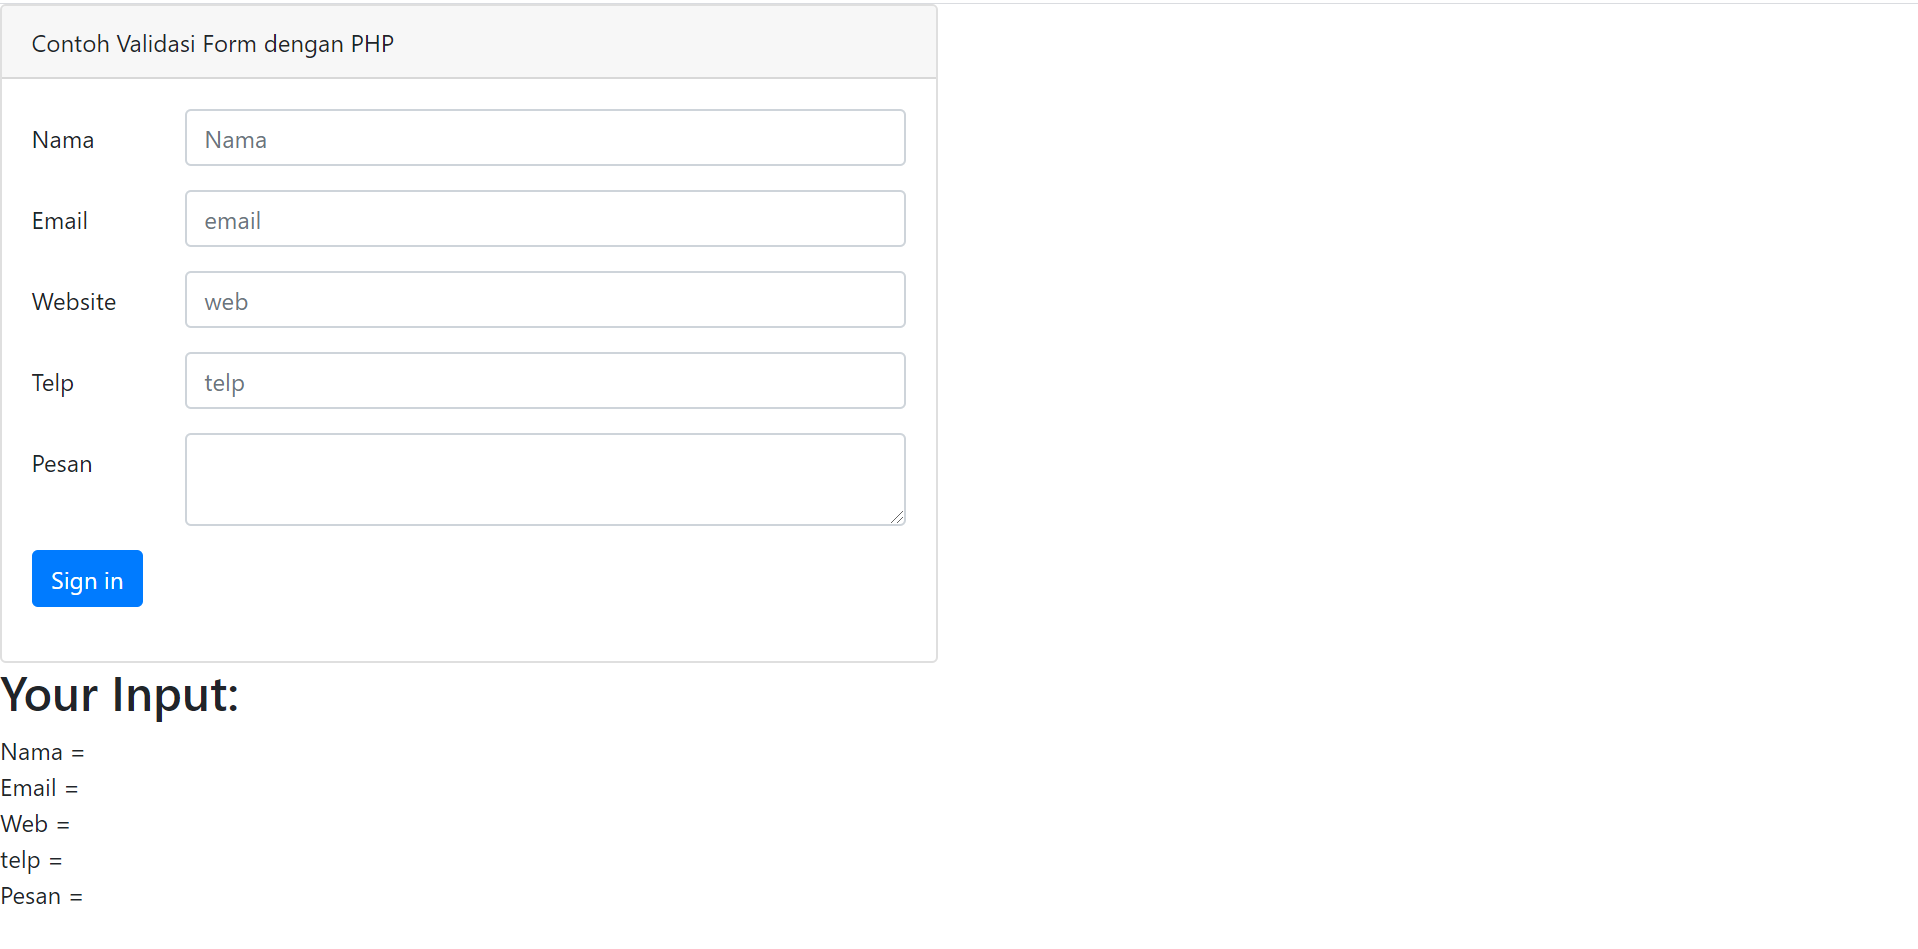 Contoh Validasi Form dengan PHP
Nama Nama
Email email
Website web
Telp telp
Pesan
Sign in
Your Input:
Nama =
Email =
Web =
telp =
Pesan =